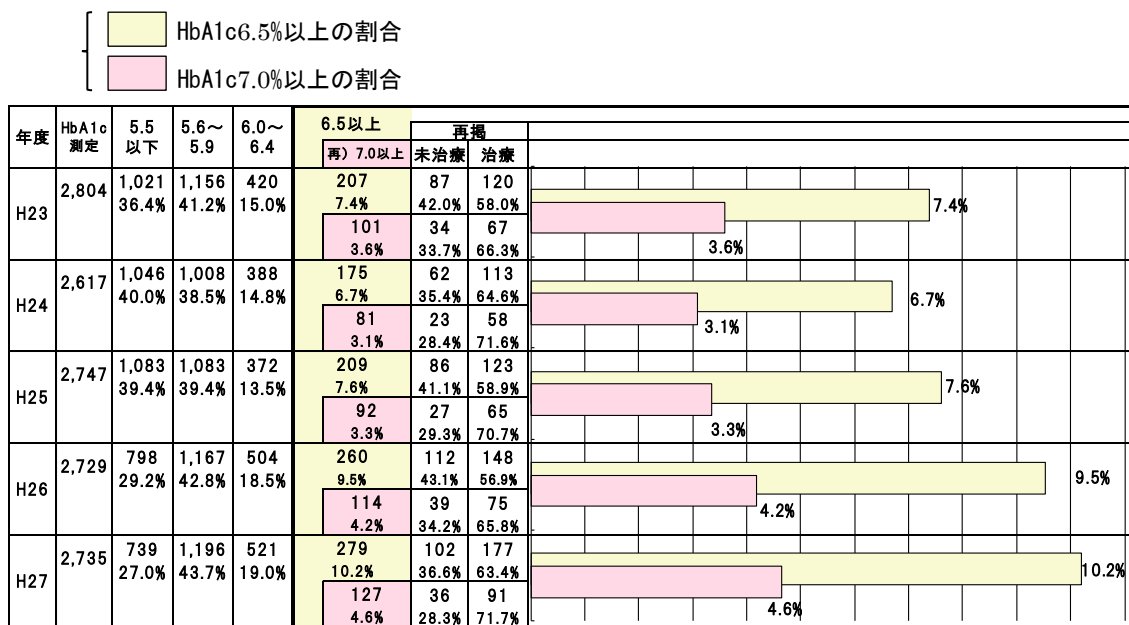 HbA1c6.5%以上の割合
HbA1c7.0%以上の割合
年度 HbA1c測定 5.5以下 5.6～5.9 6.0～6.4 6.5以上 再掲
再）7.0以上 未治療 治療
H23 2,804 1,021 1,156 420 207 87 120
36.4% 41.2% 15.0% 7.4% 42.0% 58.0% 7.4%
101 34 67
3.6% 33.7% 66.3% 3.6%
H24 2,617 1,046 1,008 388 175 62 113
40.0% 38.5% 14.8% 6.7% 35.4% 64.6% 6.7%
81 23 58
3.1% 28.4% 71.6% 3.1%
H25 2,747 1,083 1,083 372 209 86 123
39.4% 39.4% 13.5% 7.6% 41.1% 58.9% 7.6%
92 27 65
3.3% 29.3% 70.7% 3.3%
H26 2,729 798 1,167 504 260 112 148
29.2% 42.8% 18.5% 9.5% 43.1% 56.9% 9.5%
114 39 75
4.2% 34.2% 65.8% 4.2%
H27 2,735 739 1,196 521 279 102 177
27.0% 43.7% 19.0% 10.2% 36.6% 63.4% 10.2%
127 36 91
4.6% 28.3% 71.7% 4.6%